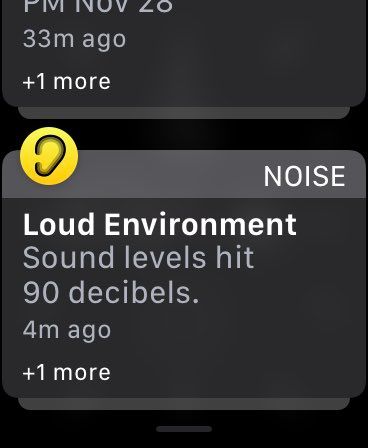 PM Nov 28
33m ago
+1 more
NOISE
Loud Environment
Sound levels hit
90 decibels.
4m ago
+1 more